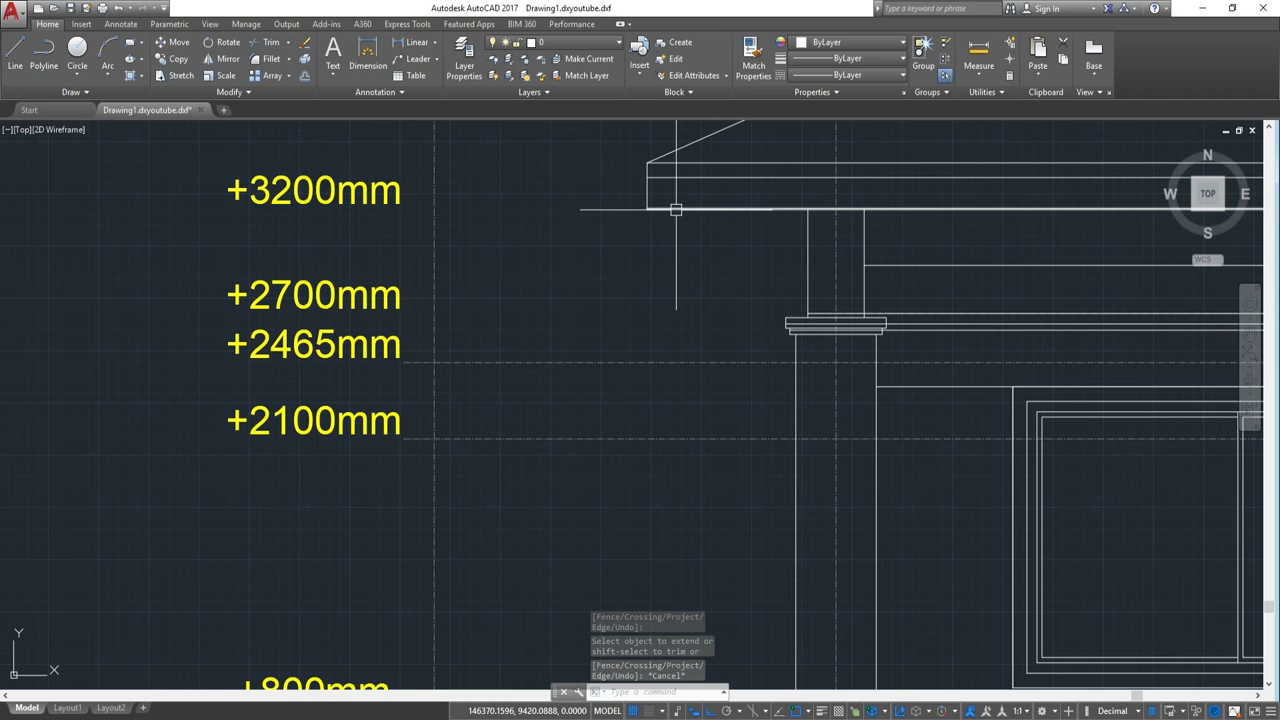 Autodesk AutoCAD 2017 Drawing1.dxyoutube.dxf
Type a keyword or phrase
Sign In
Home Insert Annotate Parametric View Manage Output Add-ins A360 Express Tools Featured Apps BIM 360 Performance
Move Rotate Trim Linear Create Edit Make Current ByLayer
Copy Mirror Fillet Leader
Stretch Scale Array Table Match Layer Edit Attributes
0
ByLayer
ByLayer
Line Polyline Circle Arc Text Dimension Layer Properties Insert Match Properties Group Measure Paste Base
Draw Modify Annotation Layers Block Properties Groups Utilities Clipboard View
Start Drawing1.dxyoutube.dxf*
[−][Top][2D Wireframe]
N
W TOP E
S
WCS
+3200mm
+2700mm
+2465mm
+2100mm
+800mm
[Fence/Crossing/Project/
Edge/Undo]:
Select object to extend or
shift-select to trim or
[Fence/Crossing/Project/
Edge/Undo]: *Cancel*
Type a command
Y
X
Model Layout1 Layout2
146370.1596, 9420.0888, 0.0000 MODEL 1:1 Decimal